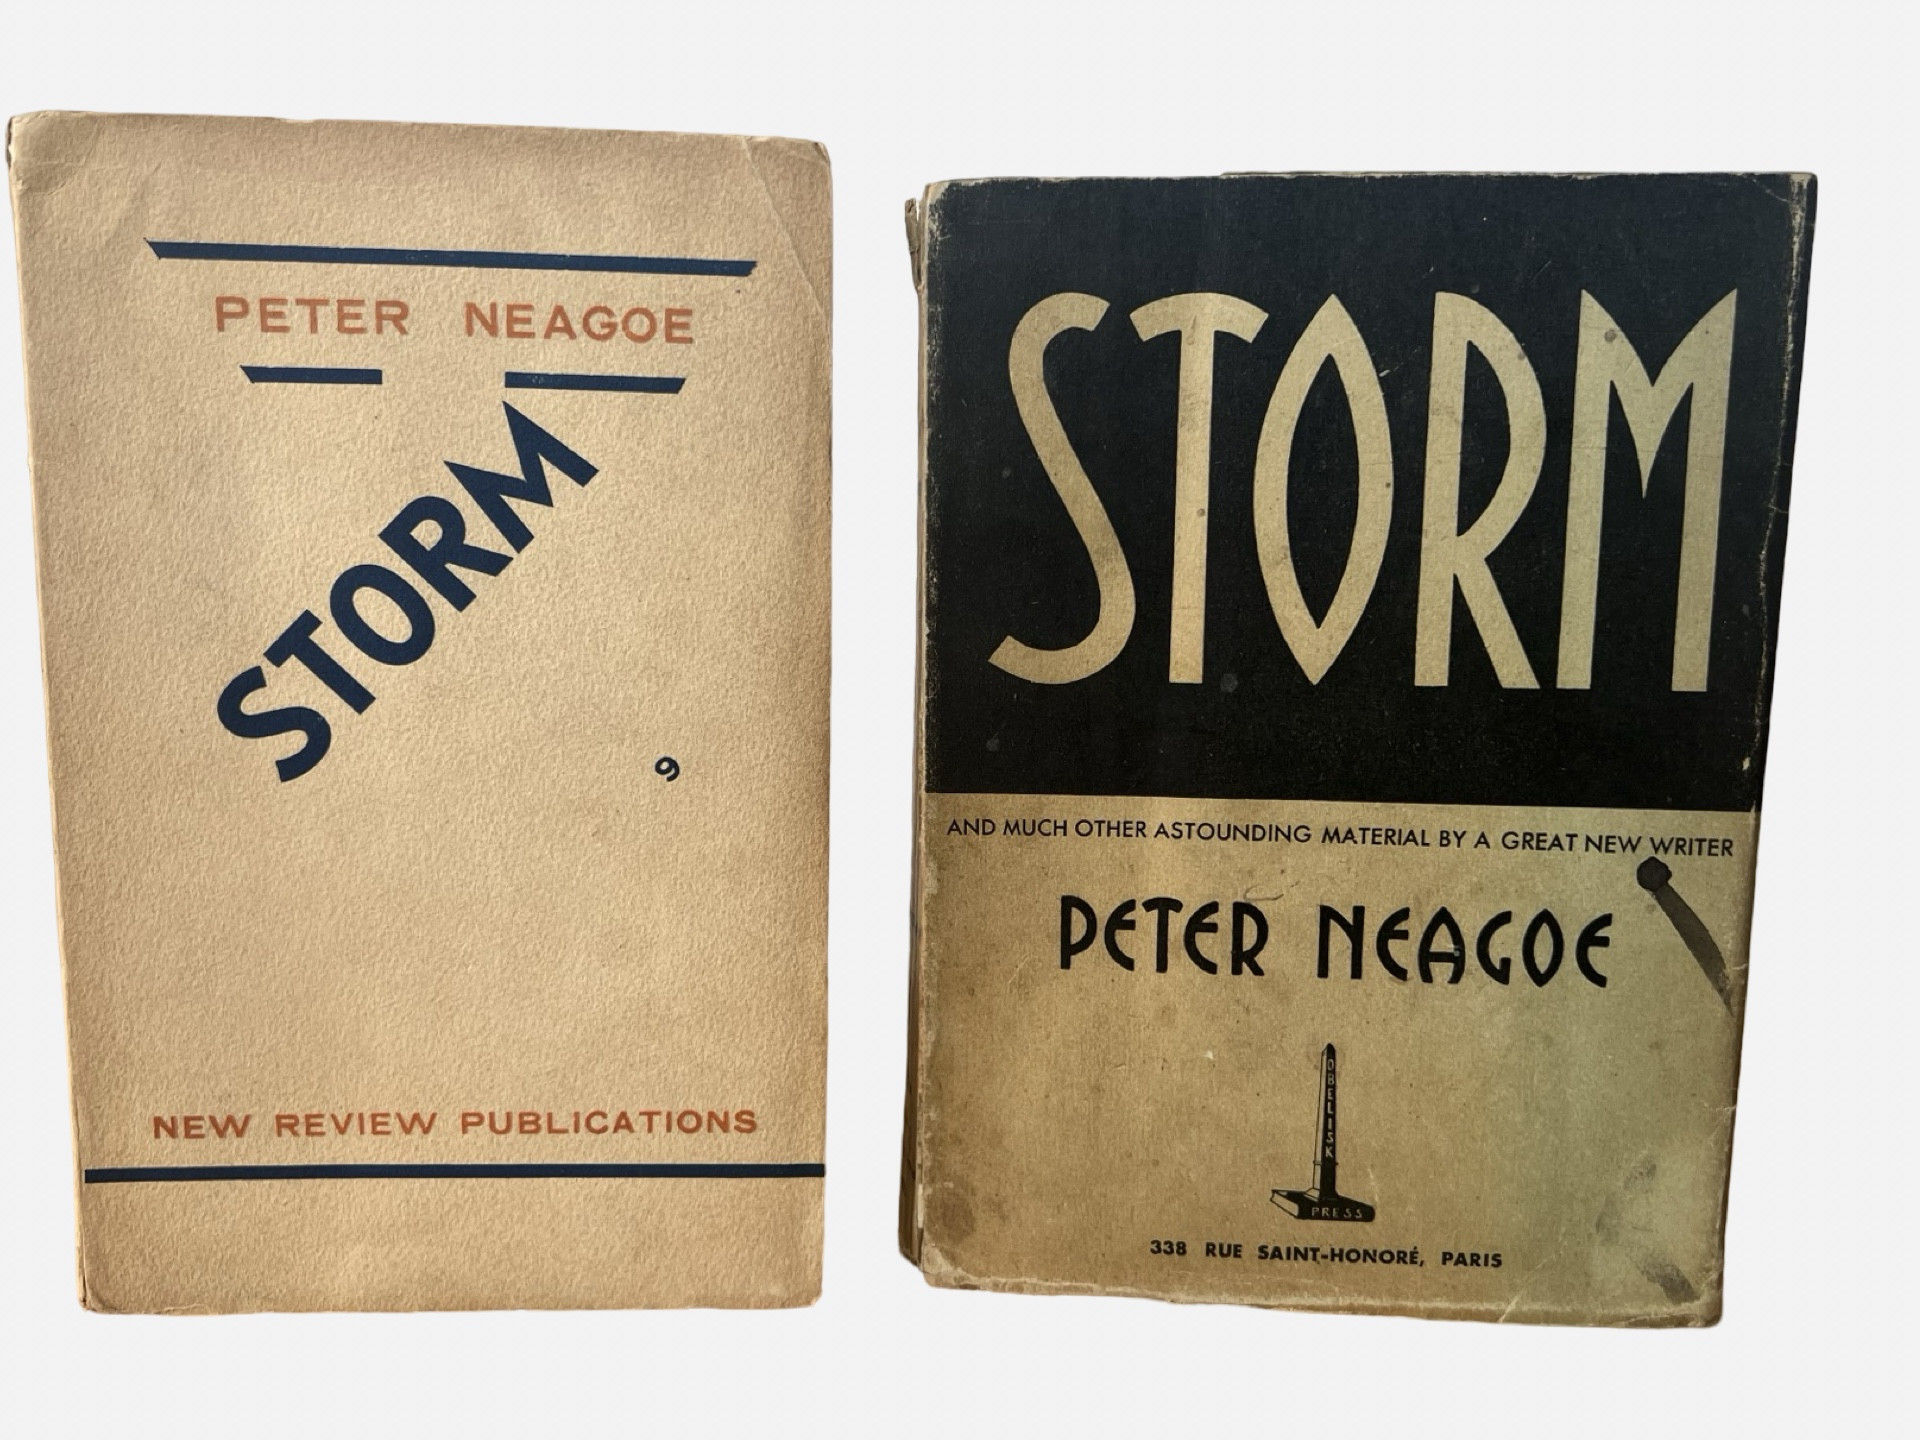 PETER NEAGOE
STORM
9
NEW REVIEW PUBLICATIONS
STORM
AND MUCH OTHER ASTOUNDING MATERIAL BY A GREAT NEW WRITER
PETER NEAGOE
OBELISK
PRESS
338 RUE SAINT-HONORÉ, PARIS